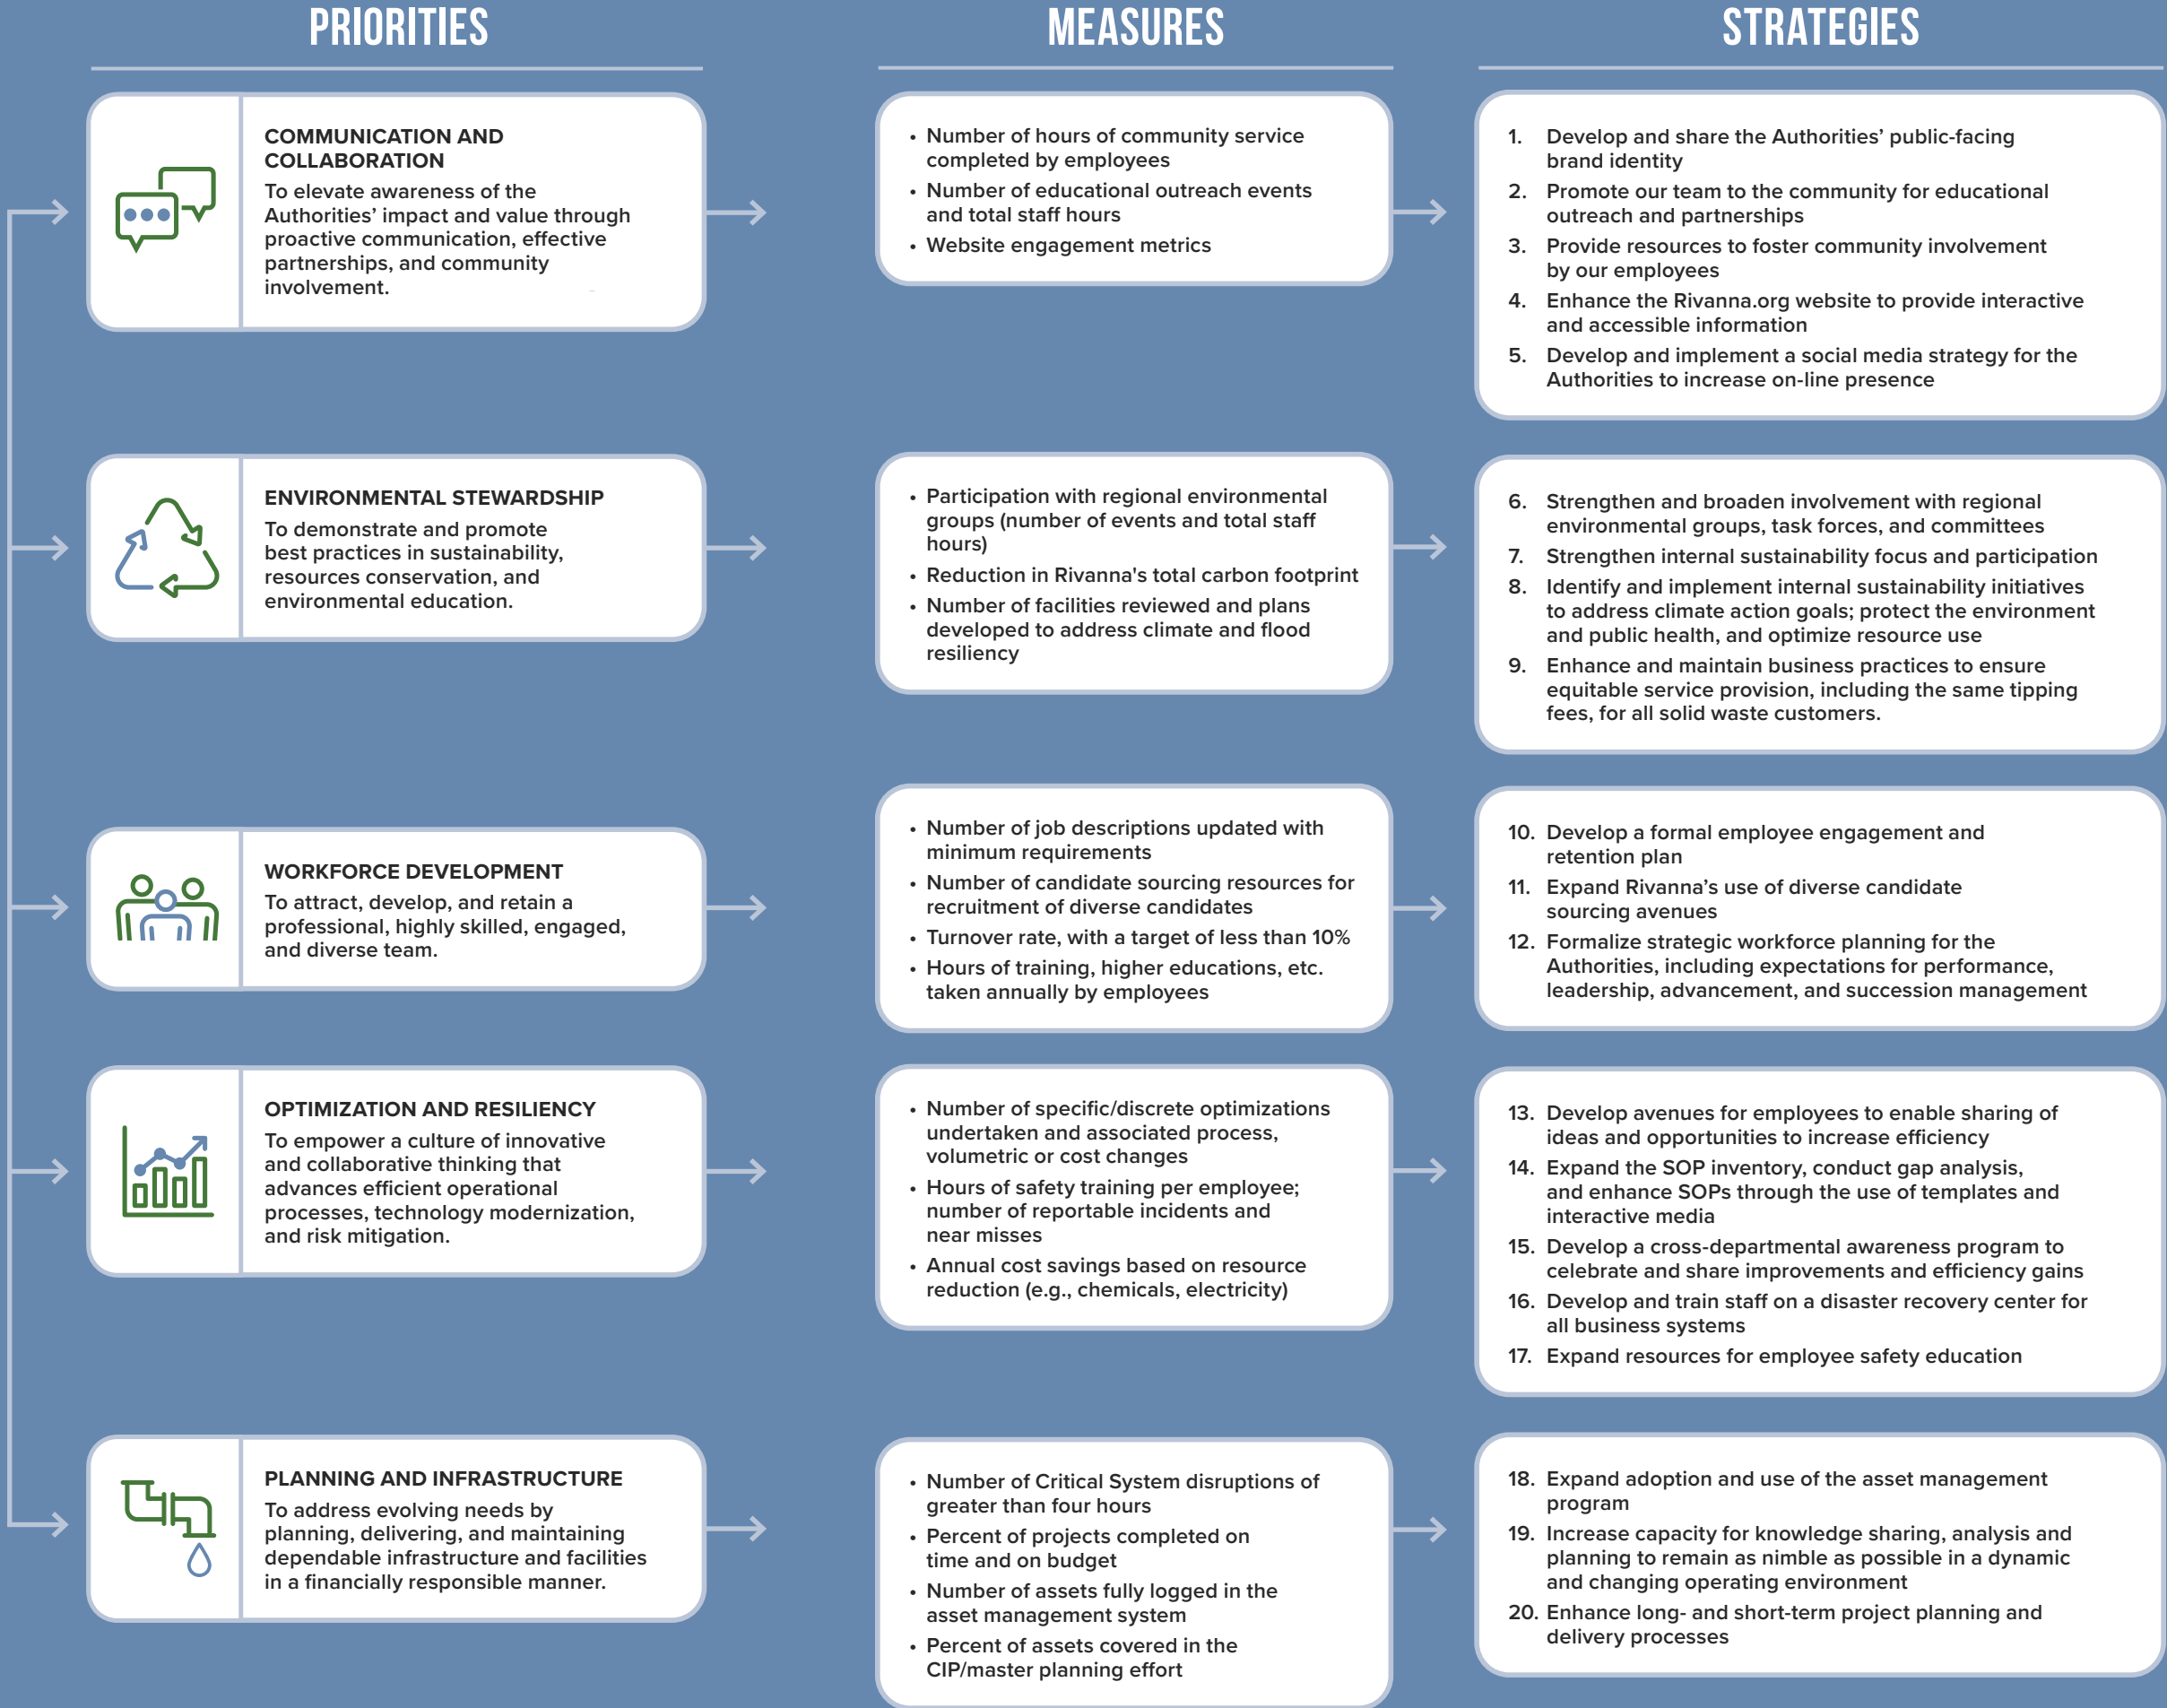 PRIORITIES
MEASURES
STRATEGIES
COMMUNICATION AND
COLLABORATION
To elevate awareness of the
Authorities’ impact and value through
proactive communication, effective
partnerships, and community
involvement.
• Number of hours of community service
completed by employees
• Number of educational outreach events
and total staff hours
• Website engagement metrics
1. Develop and share the Authorities’ public-facing
brand identity
2. Promote our team to the community for educational
outreach and partnerships
3. Provide resources to foster community involvement
by our employees
4. Enhance the Rivanna.org website to provide interactive
and accessible information
5. Develop and implement a social media strategy for the
Authorities to increase on-line presence
ENVIRONMENTAL STEWARDSHIP
To demonstrate and promote
best practices in sustainability,
resources conservation, and
environmental education.
• Participation with regional environmental
groups (number of events and total staff
hours)
• Reduction in Rivanna's total carbon footprint
• Number of facilities reviewed and plans
developed to address climate and flood
resiliency
6. Strengthen and broaden involvement with regional
environmental groups, task forces, and committees
7. Strengthen internal sustainability focus and participation
8. Identify and implement internal sustainability initiatives
to address climate action goals; protect the environment
and public health, and optimize resource use
9. Enhance and maintain business practices to ensure
equitable service provision, including the same tipping
fees, for all solid waste customers.
WORKFORCE DEVELOPMENT
To attract, develop, and retain a
professional, highly skilled, engaged,
and diverse team.
• Number of job descriptions updated with
minimum requirements
• Number of candidate sourcing resources for
recruitment of diverse candidates
• Turnover rate, with a target of less than 10%
• Hours of training, higher educations, etc.
taken annually by employees
10. Develop a formal employee engagement and
retention plan
11. Expand Rivanna’s use of diverse candidate
sourcing avenues
12. Formalize strategic workforce planning for the
Authorities, including expectations for performance,
leadership, advancement, and succession management
OPTIMIZATION AND RESILIENCY
To empower a culture of innovative
and collaborative thinking that
advances efficient operational
processes, technology modernization,
and risk mitigation.
• Number of specific/discrete optimizations
undertaken and associated process,
volumetric or cost changes
• Hours of safety training per employee;
number of reportable incidents and
near misses
• Annual cost savings based on resource
reduction (e.g., chemicals, electricity)
13. Develop avenues for employees to enable sharing of
ideas and opportunities to increase efficiency
14. Expand the SOP inventory, conduct gap analysis,
and enhance SOPs through the use of templates and
interactive media
15. Develop a cross-departmental awareness program to
celebrate and share improvements and efficiency gains
16. Develop and train staff on a disaster recovery center for
all business systems
17. Expand resources for employee safety education
PLANNING AND INFRASTRUCTURE
To address evolving needs by
planning, delivering, and maintaining
dependable infrastructure and facilities
in a financially responsible manner.
• Number of Critical System disruptions of
greater than four hours
• Percent of projects completed on
time and on budget
• Number of assets fully logged in the
asset management system
• Percent of assets covered in the
CIP/master planning effort
18. Expand adoption and use of the asset management
program
19. Increase capacity for knowledge sharing, analysis and
planning to remain as nimble as possible in a dynamic
and changing operating environment
20. Enhance long- and short-term project planning and
delivery processes